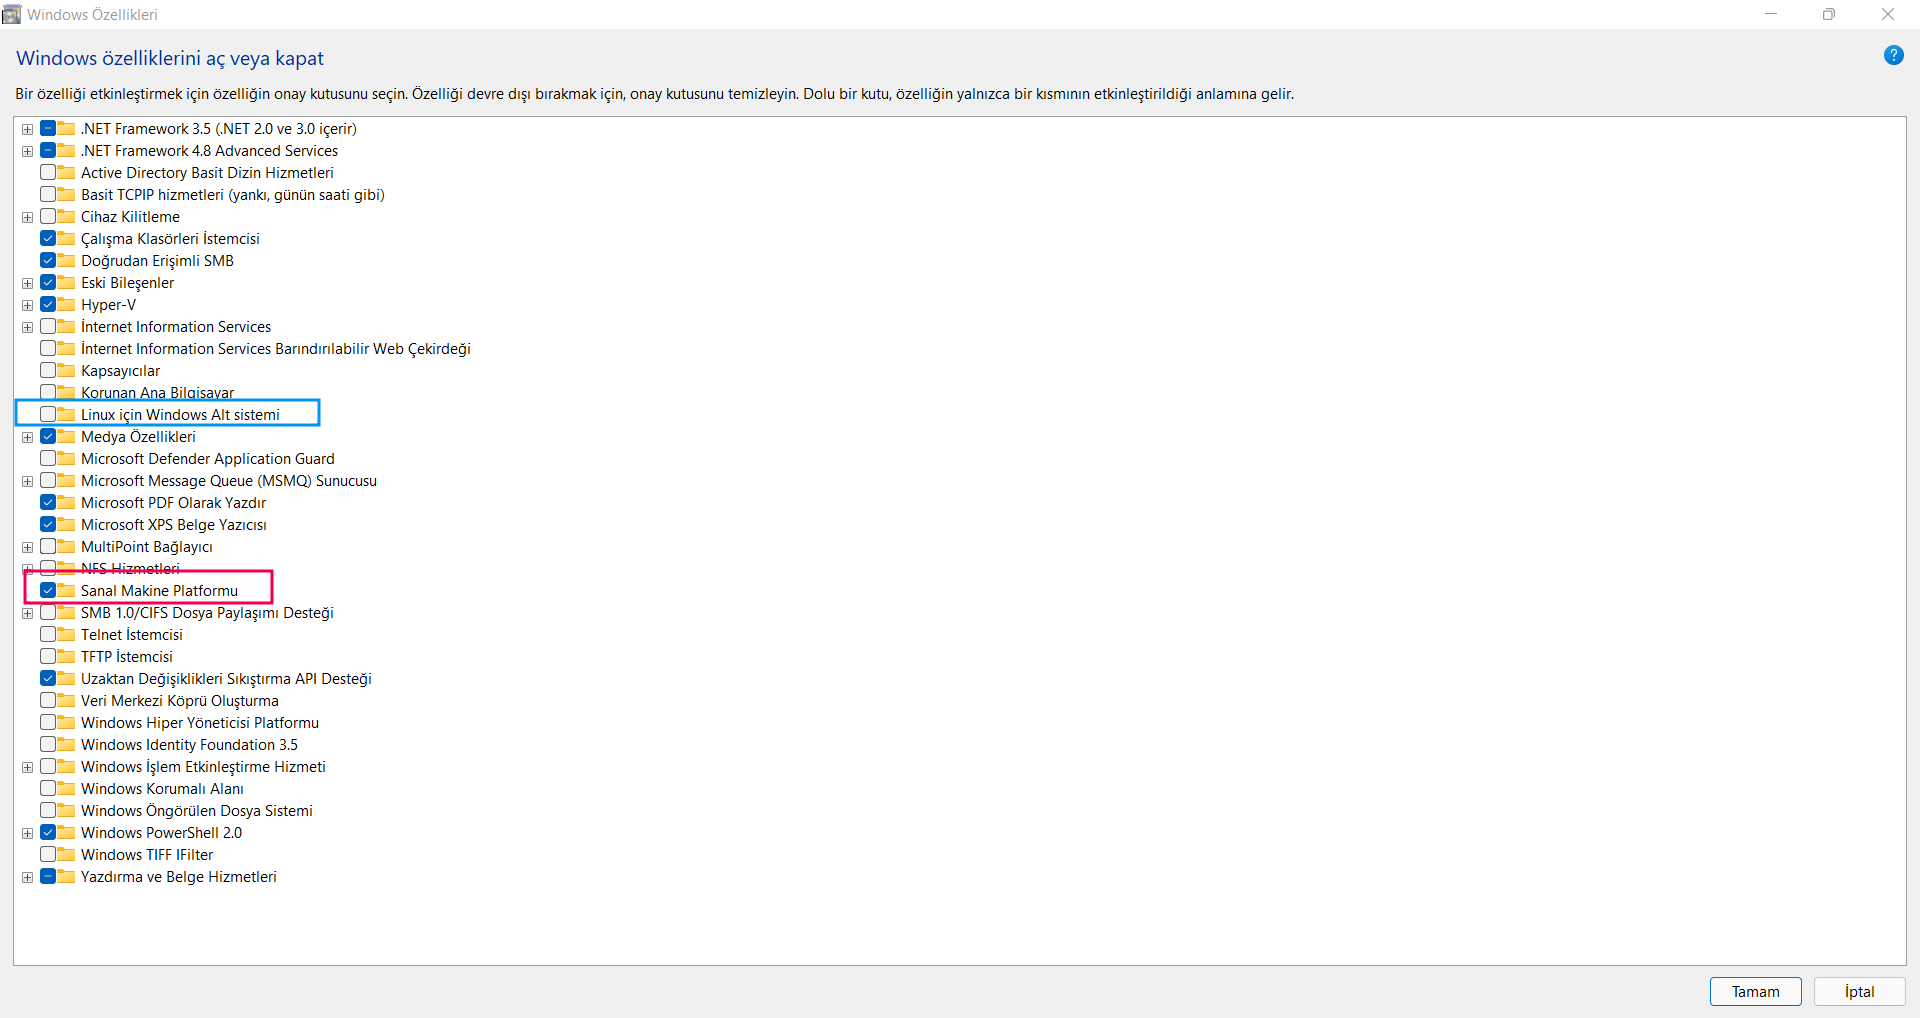 Windows Özellikleri
Windows özelliklerini aç veya kapat
Bir özelliği etkinleştirmek için özelliğin onay kutusunu seçin. Özelliği devre dışı bırakmak için, onay kutusunu temizleyin. Dolu bir kutu, özelliğin yalnızca bir kısmının etkinleştirildiği anlamına gelir.
.NET Framework 3.5 (.NET 2.0 ve 3.0 içerir)
.NET Framework 4.8 Advanced Services
Active Directory Basit Dizin Hizmetleri
Basit TCPIP hizmetleri (yankı, günün saati gibi)
Cihaz Kilitleme
Çalışma Klasörleri İstemcisi
Doğrudan Erişimli SMB
Eski Bileşenler
Hyper-V
İnternet Information Services
İnternet Information Services Barındırılabilir Web Çekirdeği
Kapsayıcılar
Korunan Ana Bilgisayar
Linux için Windows Alt sistemi
Medya Özellikleri
Microsoft Defender Application Guard
Microsoft Message Queue (MSMQ) Sunucusu
Microsoft PDF Olarak Yazdır
Microsoft XPS Belge Yazıcısı
MultiPoint Bağlayıcı
NFS Hizmetleri
Sanal Makine Platformu
SMB 1.0/CIFS Dosya Paylaşımı Desteği
Telnet İstemcisi
TFTP İstemcisi
Uzaktan Değişiklikleri Sıkıştırma API Desteği
Veri Merkezi Köprü Oluşturma
Windows Hiper Yöneticisi Platformu
Windows Identity Foundation 3.5
Windows İşlem Etkinleştirme Hizmeti
Windows Korumalı Alanı
Windows Öngörülen Dosya Sistemi
Windows PowerShell 2.0
Windows TIFF IFilter
Yazdırma ve Belge Hizmetleri
Tamam
İptal